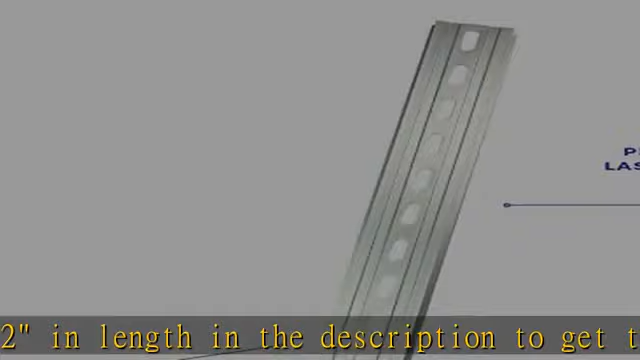 2" in length in the description to get